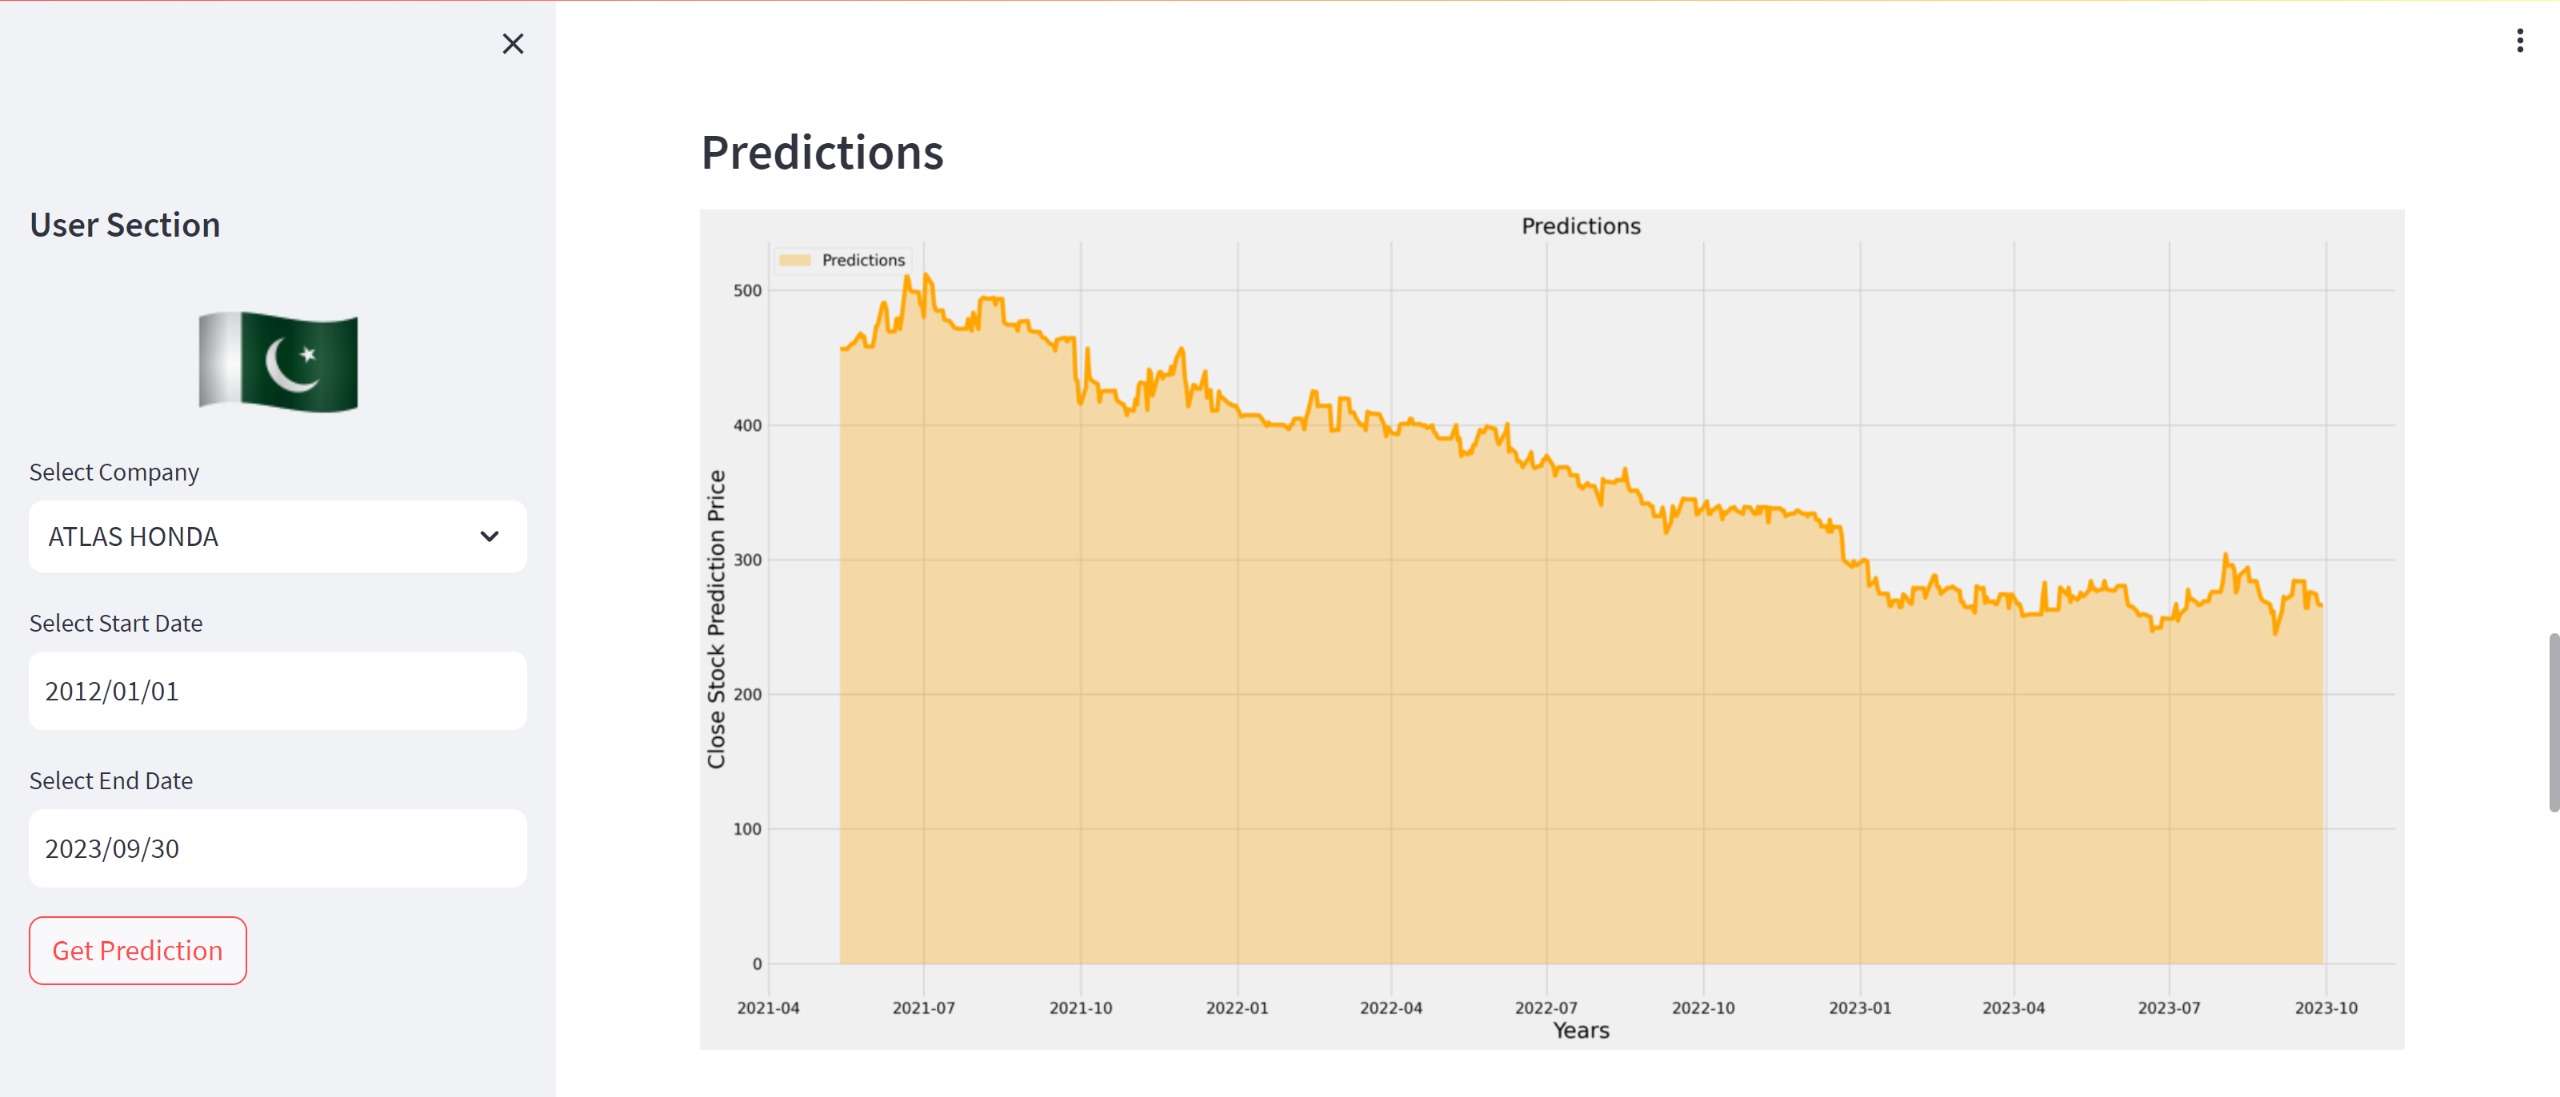 User Section
Select Company
ATLAS HONDA
Select Start Date
2012/01/01
Select End Date
2023/09/30
Get Prediction
Predictions
Predictions
Predictions
500
400
300
200
100
0
Close Stock Prediction Price
2021-04 2021-07 2021-10 2022-01 2022-04 2022-07 2022-10 2023-01 2023-04 2023-07 2023-10
Years